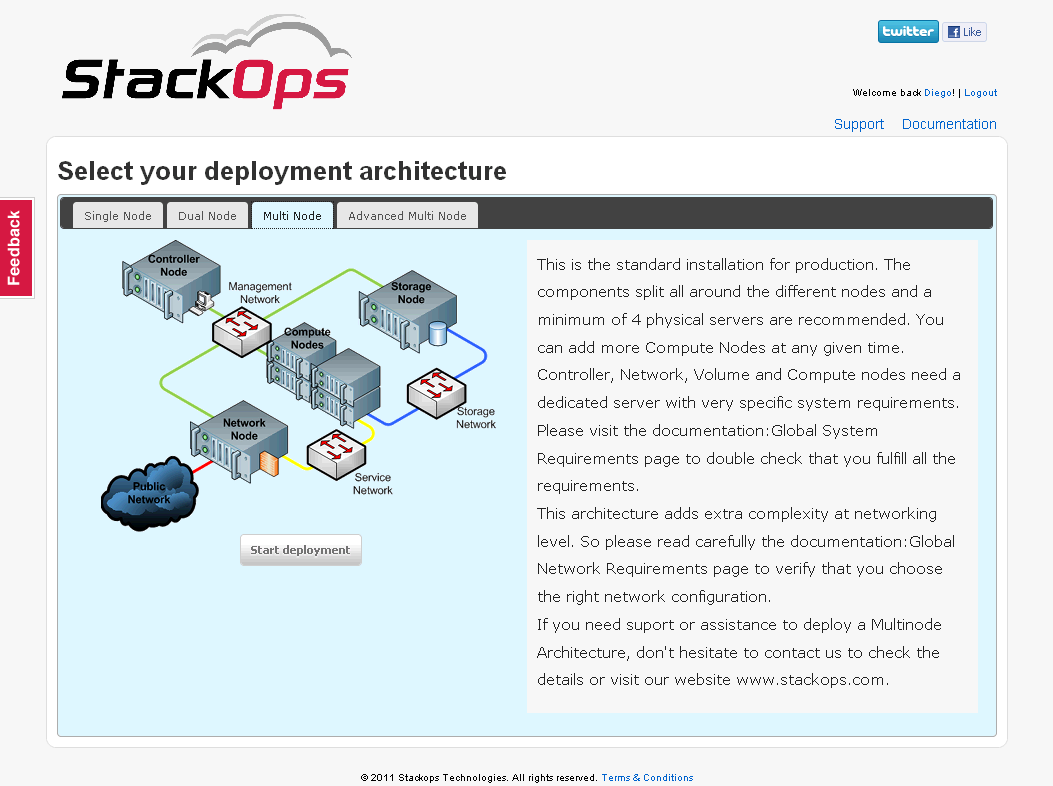 StackOps
twitter
Like
Welcome back Diego! | Logout
Support Documentation
Select your deployment architecture
Feedback
Single Node Dual Node Multi Node Advanced Multi Node
Controller
Node
Management
Network
Storage
Node
Compute
Nodes
Storage
Network
Network
Node
Service
Network
Public
Network
Start deployment
This is the standard installation for production. The
components split all around the different nodes and a
minimum of 4 physical servers are recommended. You
can add more Compute Nodes at any given time.
Controller, Network, Volume and Compute nodes need a
dedicated server with very specific system requirements.
Please visit the documentation:Global System
Requirements page to double check that you fulfill all the
requirements.
This architecture adds extra complexity at networking
level. So please read carefully the documentation:Global
Network Requirements page to verify that you choose
the right network configuration.
If you need suport or assistance to deploy a Multinode
Architecture, don't hesitate to contact us to check the
details or visit our website www.stackops.com.
© 2011 Stackops Technologies. All rights reserved. Terms & Conditions